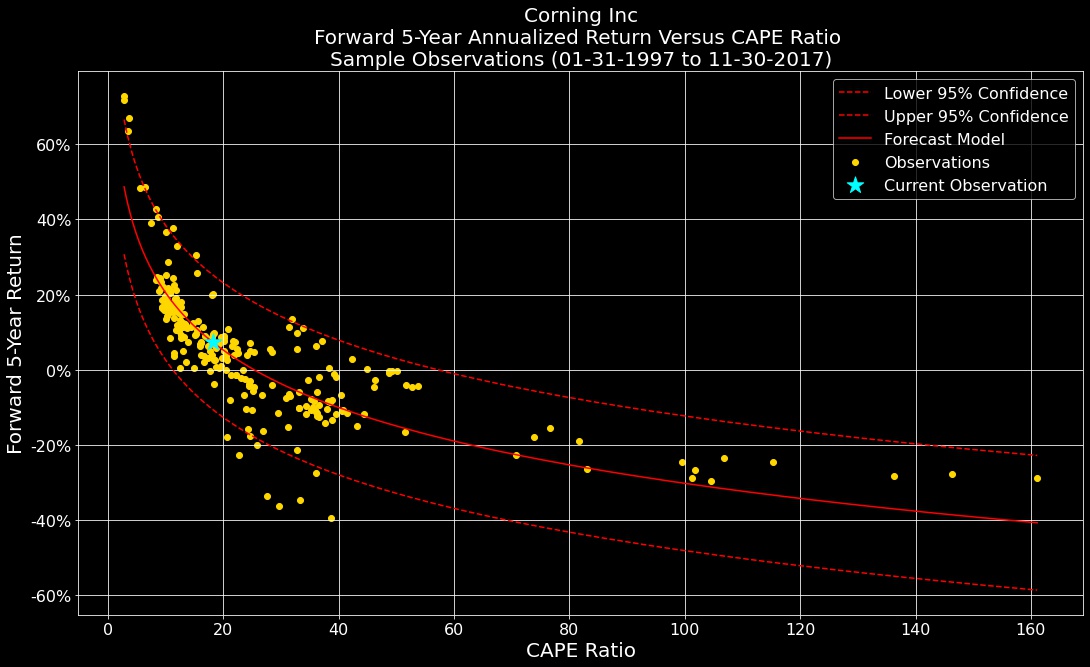 Corning Inc
Forward 5-Year Annualized Return Versus CAPE Ratio
Sample Observations (01-31-1997 to 11-30-2017)
Lower 95% Confidence
Upper 95% Confidence
Forecast Model
Observations
Current Observation
Forward 5-Year Return
60%
40%
20%
0%
-20%
-40%
-60%
0 20 40 60 80 100 120 140 160
CAPE Ratio